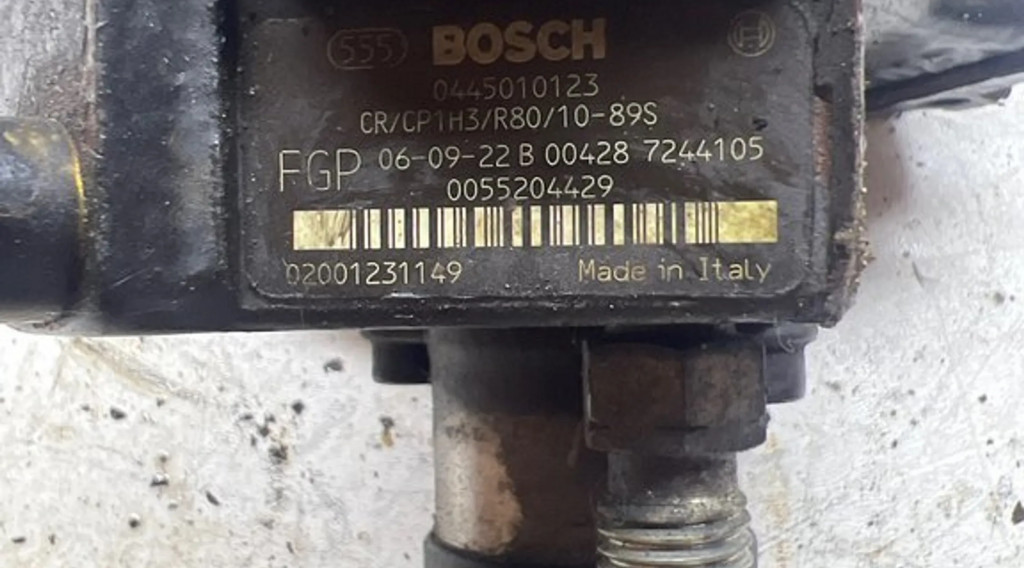 555 BOSCH
0445010123
CR/CP1H3/R80/10-89S
FGP 06-09-22 B 00428 7244105
0055204429
02001231149 Made in Italy